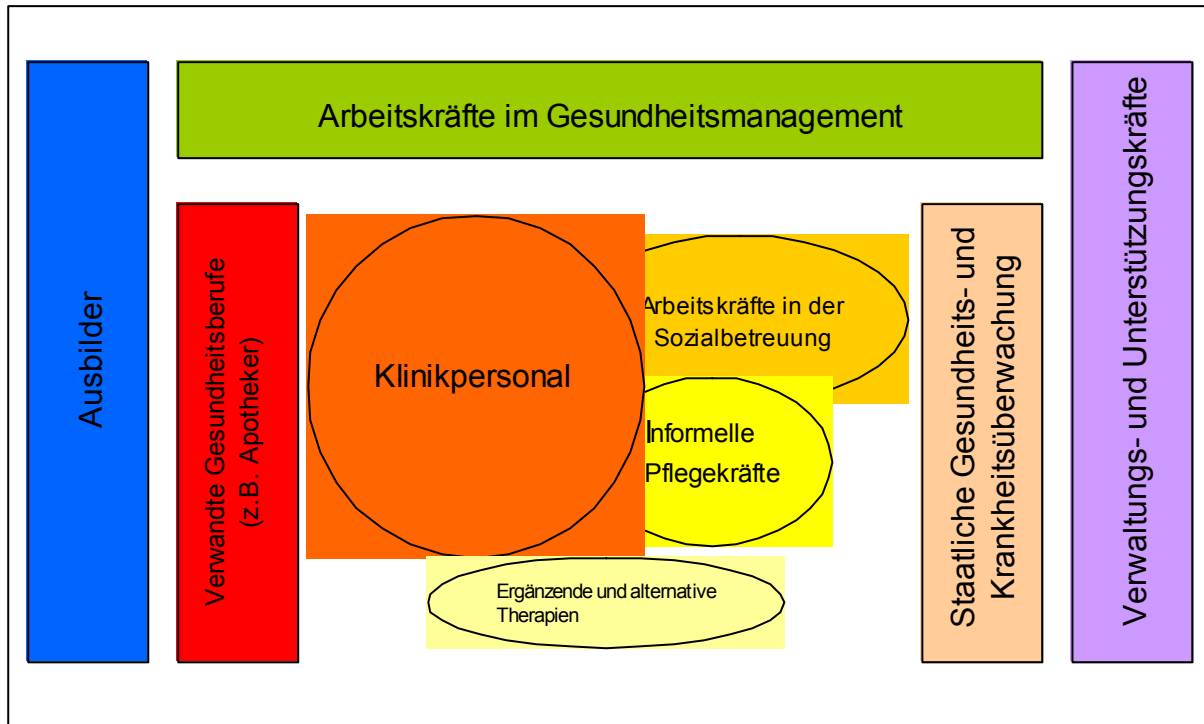 Arbeitskräfte im Gesundheitsmanagement
Ausbilder
Verwandte Gesundheitsberufe
(z.B. Apotheker)
Klinikpersonal
Arbeitskräfte in der
Sozialbetreuung
Informelle
Pflegekräfte
Ergänzende und alternative
Therapien
Staatliche Gesundheits- und
Krankheitsüberwachung
Verwaltungs- und Unterstützungskräfte